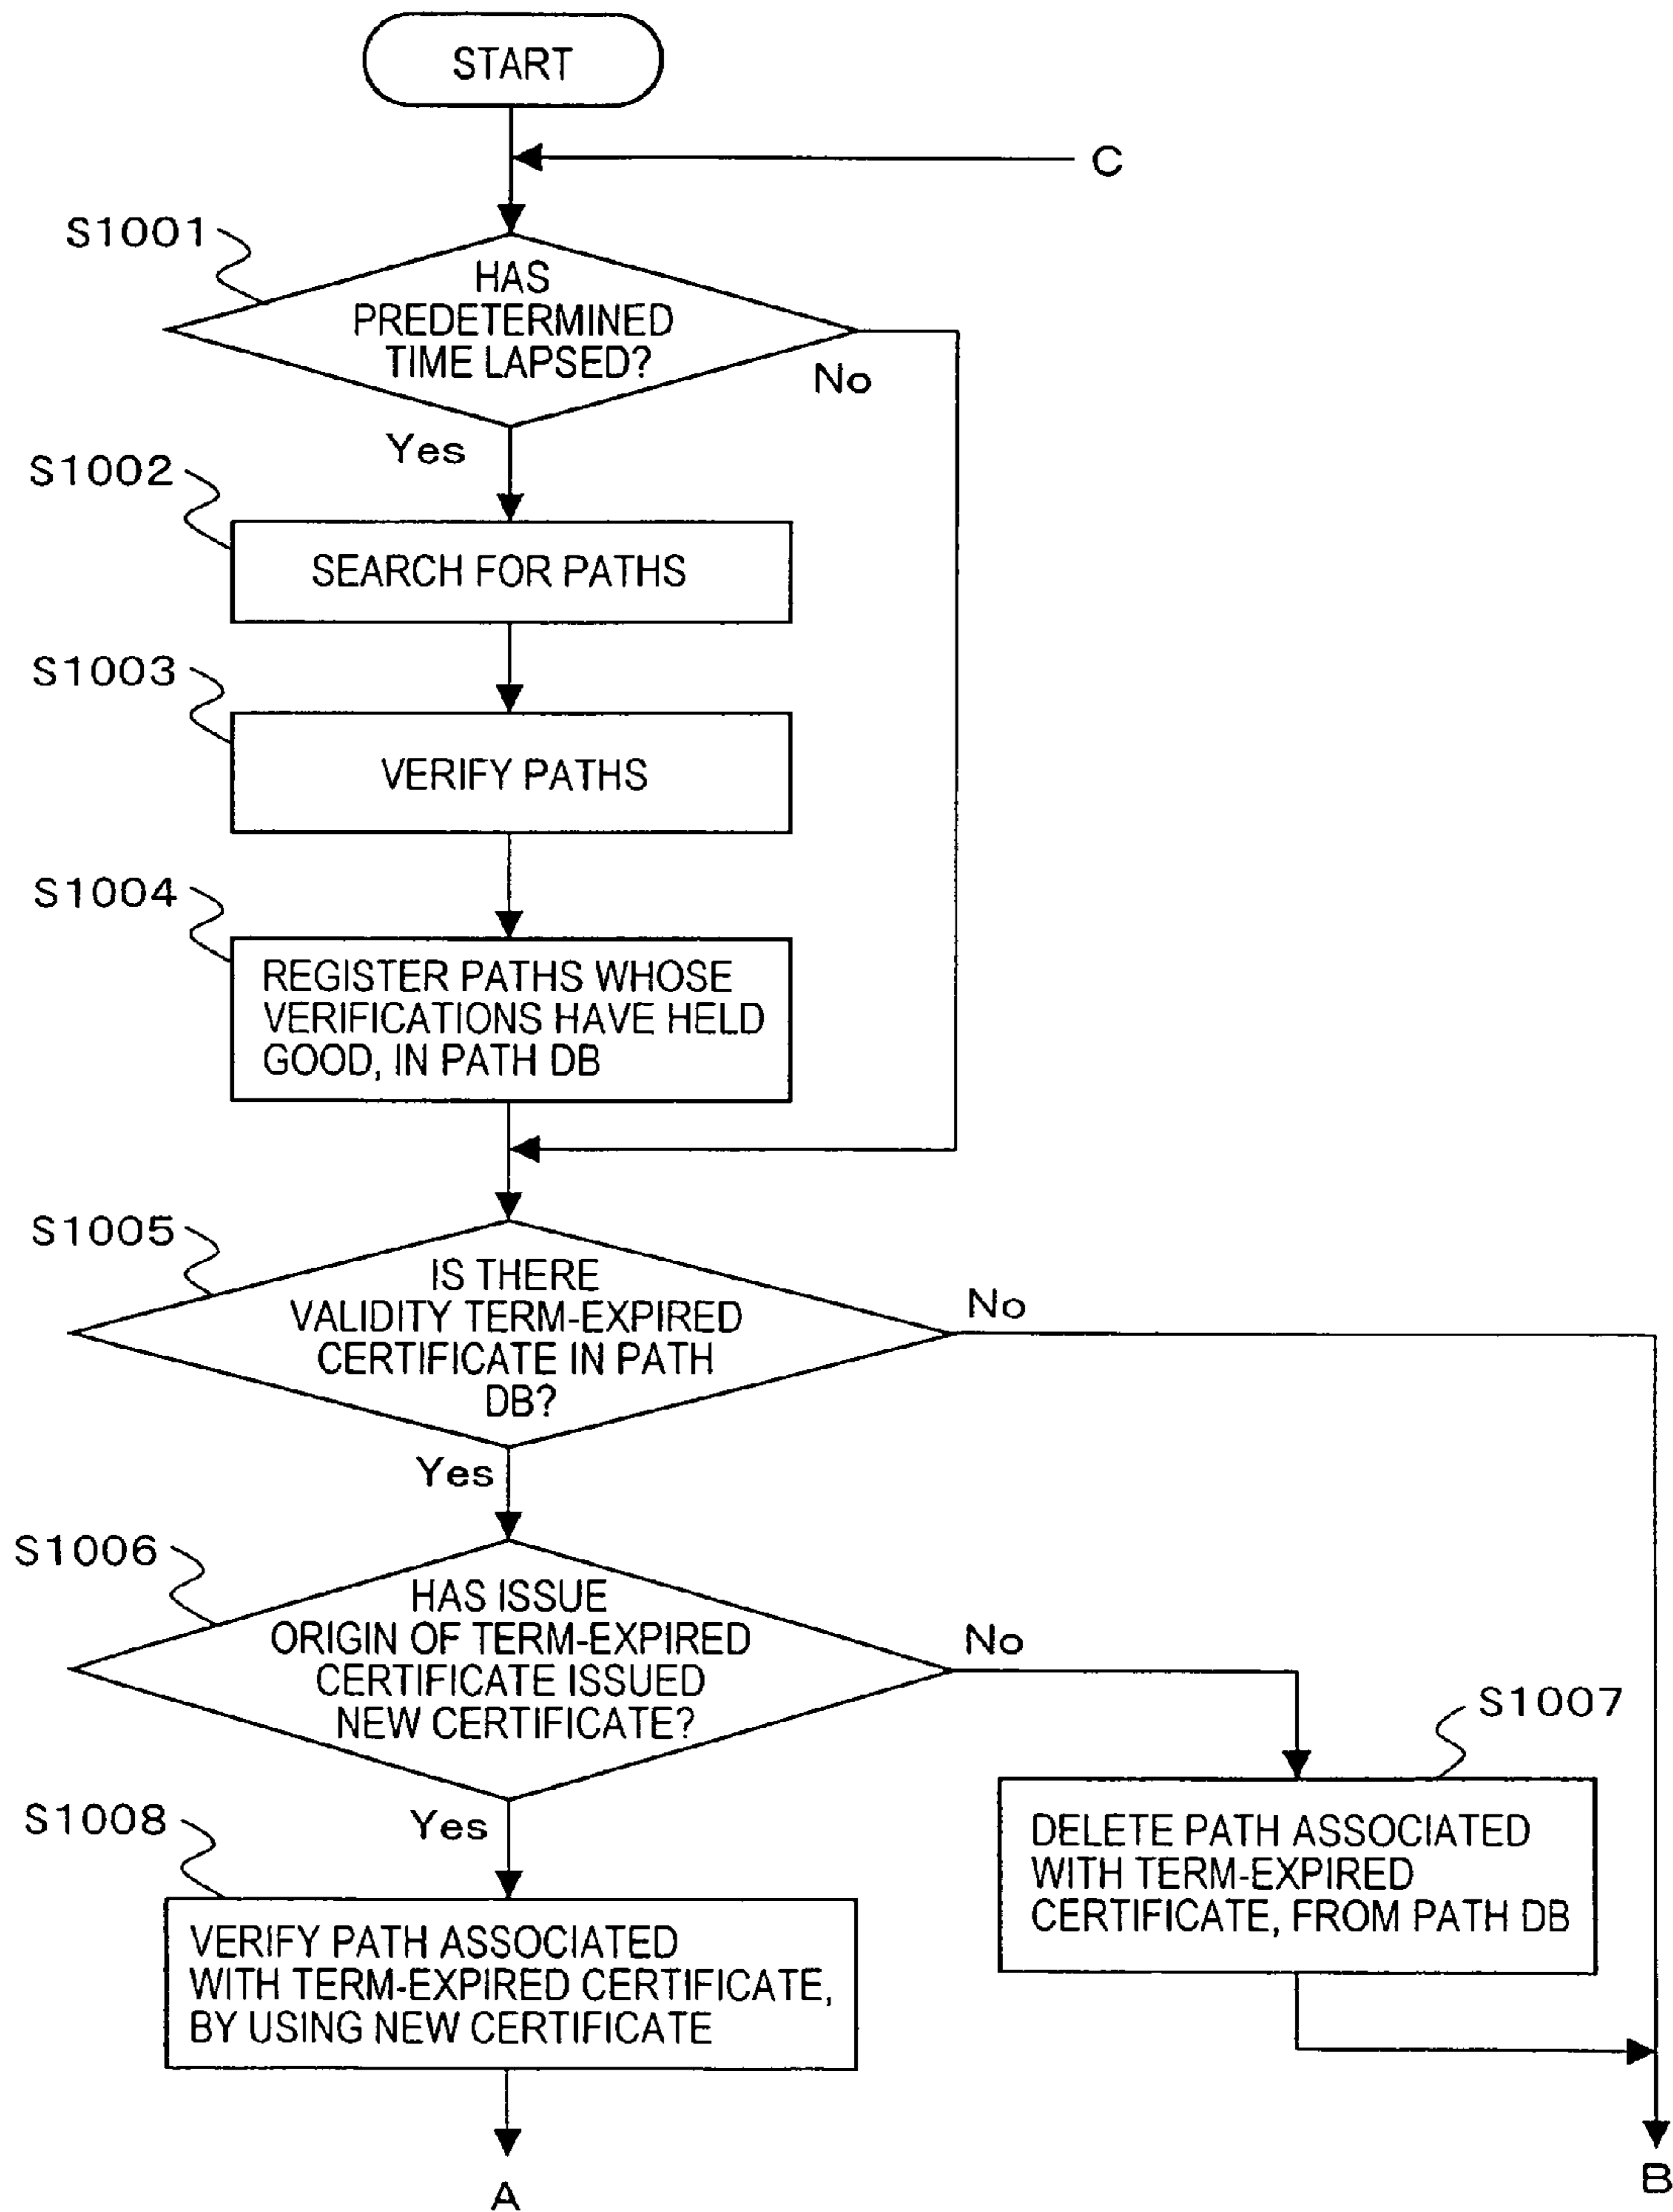 START
C
S1001
HAS
PREDETERMINED
TIME LAPSED?
No
Yes
S1002
SEARCH FOR PATHS
S1003
VERIFY PATHS
S1004
REGISTER PATHS WHOSE
VERIFICATIONS HAVE HELD
GOOD, IN PATH DB
S1005
IS THERE
VALIDITY TERM-EXPIRED
CERTIFICATE IN PATH
DB?
No
Yes
S1006
HAS ISSUE
ORIGIN OF TERM-EXPIRED
CERTIFICATE ISSUED
NEW CERTIFICATE?
No
Yes
S1007
DELETE PATH ASSOCIATED
WITH TERM-EXPIRED
CERTIFICATE, FROM PATH DB
S1008
VERIFY PATH ASSOCIATED
WITH TERM-EXPIRED CERTIFICATE,
BY USING NEW CERTIFICATE
A
B